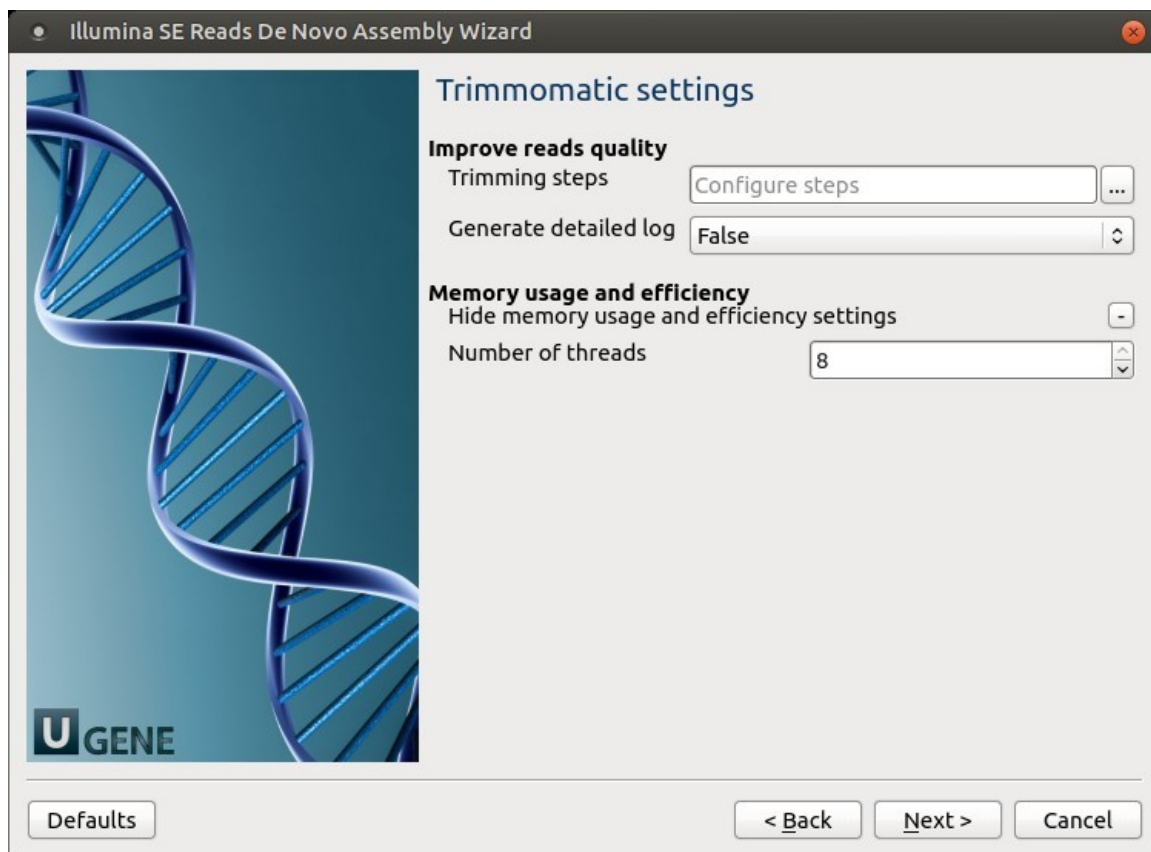 Illumina SE Reads De Novo Assembly Wizard
Trimmomatic settings
Improve reads quality
Trimming steps Configure steps ...
Generate detailed log False
Memory usage and efficiency
Hide memory usage and efficiency settings -
Number of threads 8
U GENE
Defaults < Back Next > Cancel